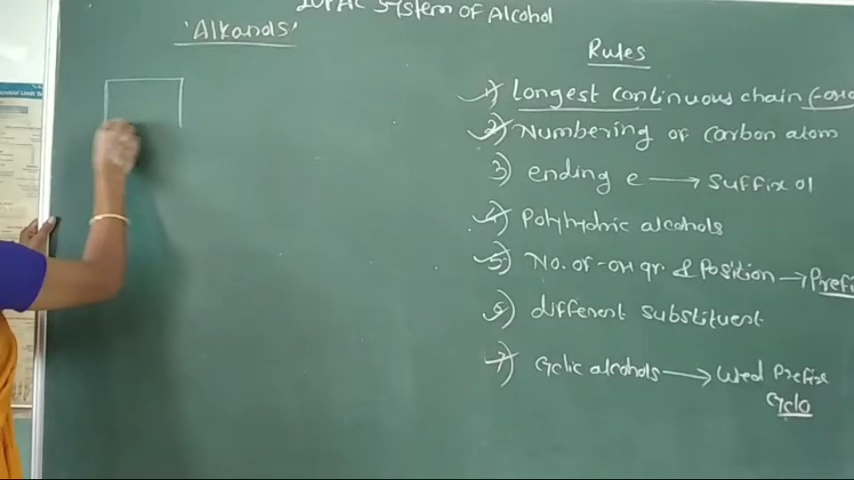 IUPAC System of Alcohol
'Alkanols'
Rules
1) Longest continuous chain (-OH)
2) Numbering of carbon atom
3) ending e → suffix ol
4) Polyhydric alcohols
5) No. of -OH gr. & Position → Prefi
6) different substituent
7) Cyclic alcohols → Used Prefix
Cyclo